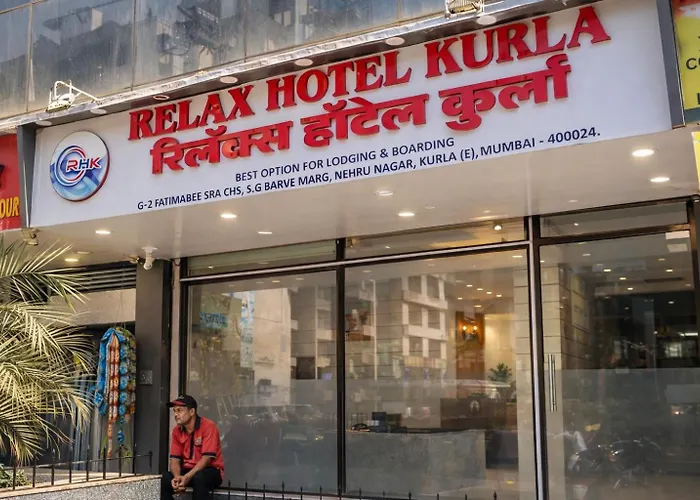 RELAX HOTEL KURLA
रिलॅक्स हॉटेल कुर्ला
RHK
BEST OPTION FOR LODGING & BOARDING
G-2 FATIMABEE SRA CHS, S.G BARVE MARG, NEHRU NAGAR, KURLA (E), MUMBAI - 400024.
OUR